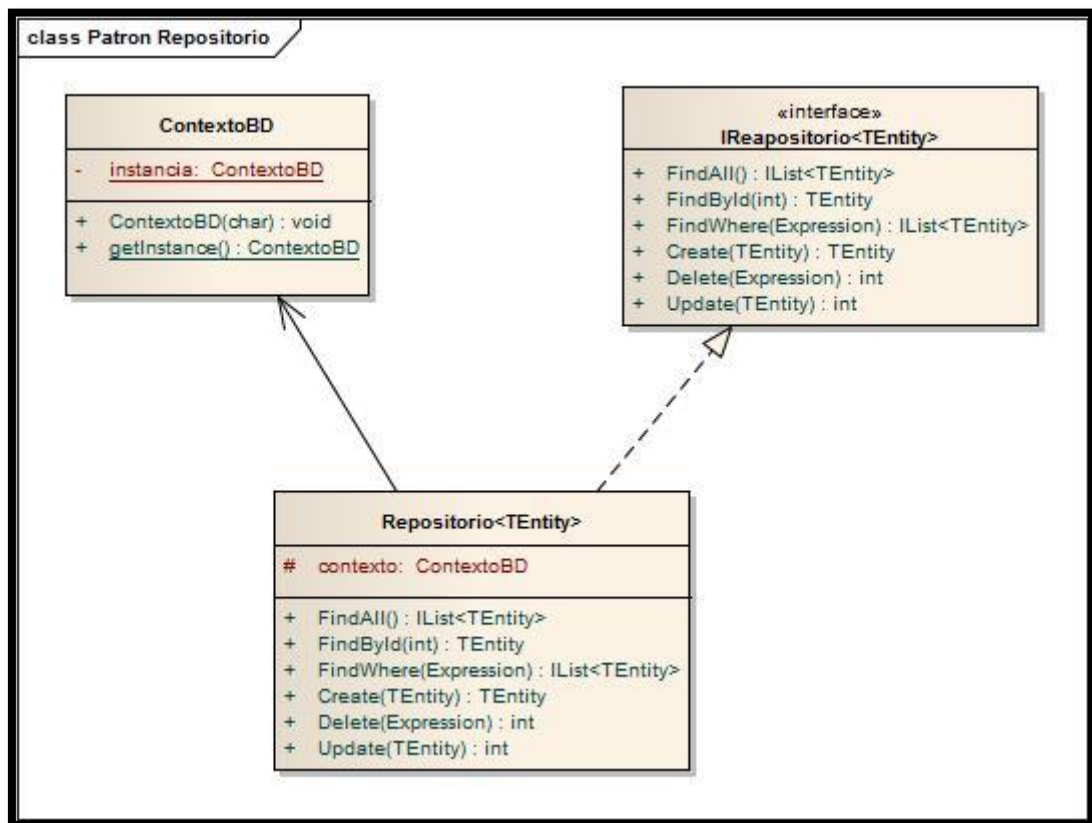 class Patron Repositorio
ContextoBD
- instancia: ContextoBD
+ ContextoBD(char) : void
+ getInstance() : ContextoBD
«interface»
IReapositorio<TEntity>
+ FindAll() : IList<TEntity>
+ FindById(int) : TEntity
+ FindWhere(Expression) : IList<TEntity>
+ Create(TEntity) : TEntity
+ Delete(Expression) : int
+ Update(TEntity) : int
Repositorio<TEntity>
# contexto: ContextoBD
+ FindAll() : IList<TEntity>
+ FindById(int) : TEntity
+ FindWhere(Expression) : IList<TEntity>
+ Create(TEntity) : TEntity
+ Delete(Expression) : int
+ Update(TEntity) : int